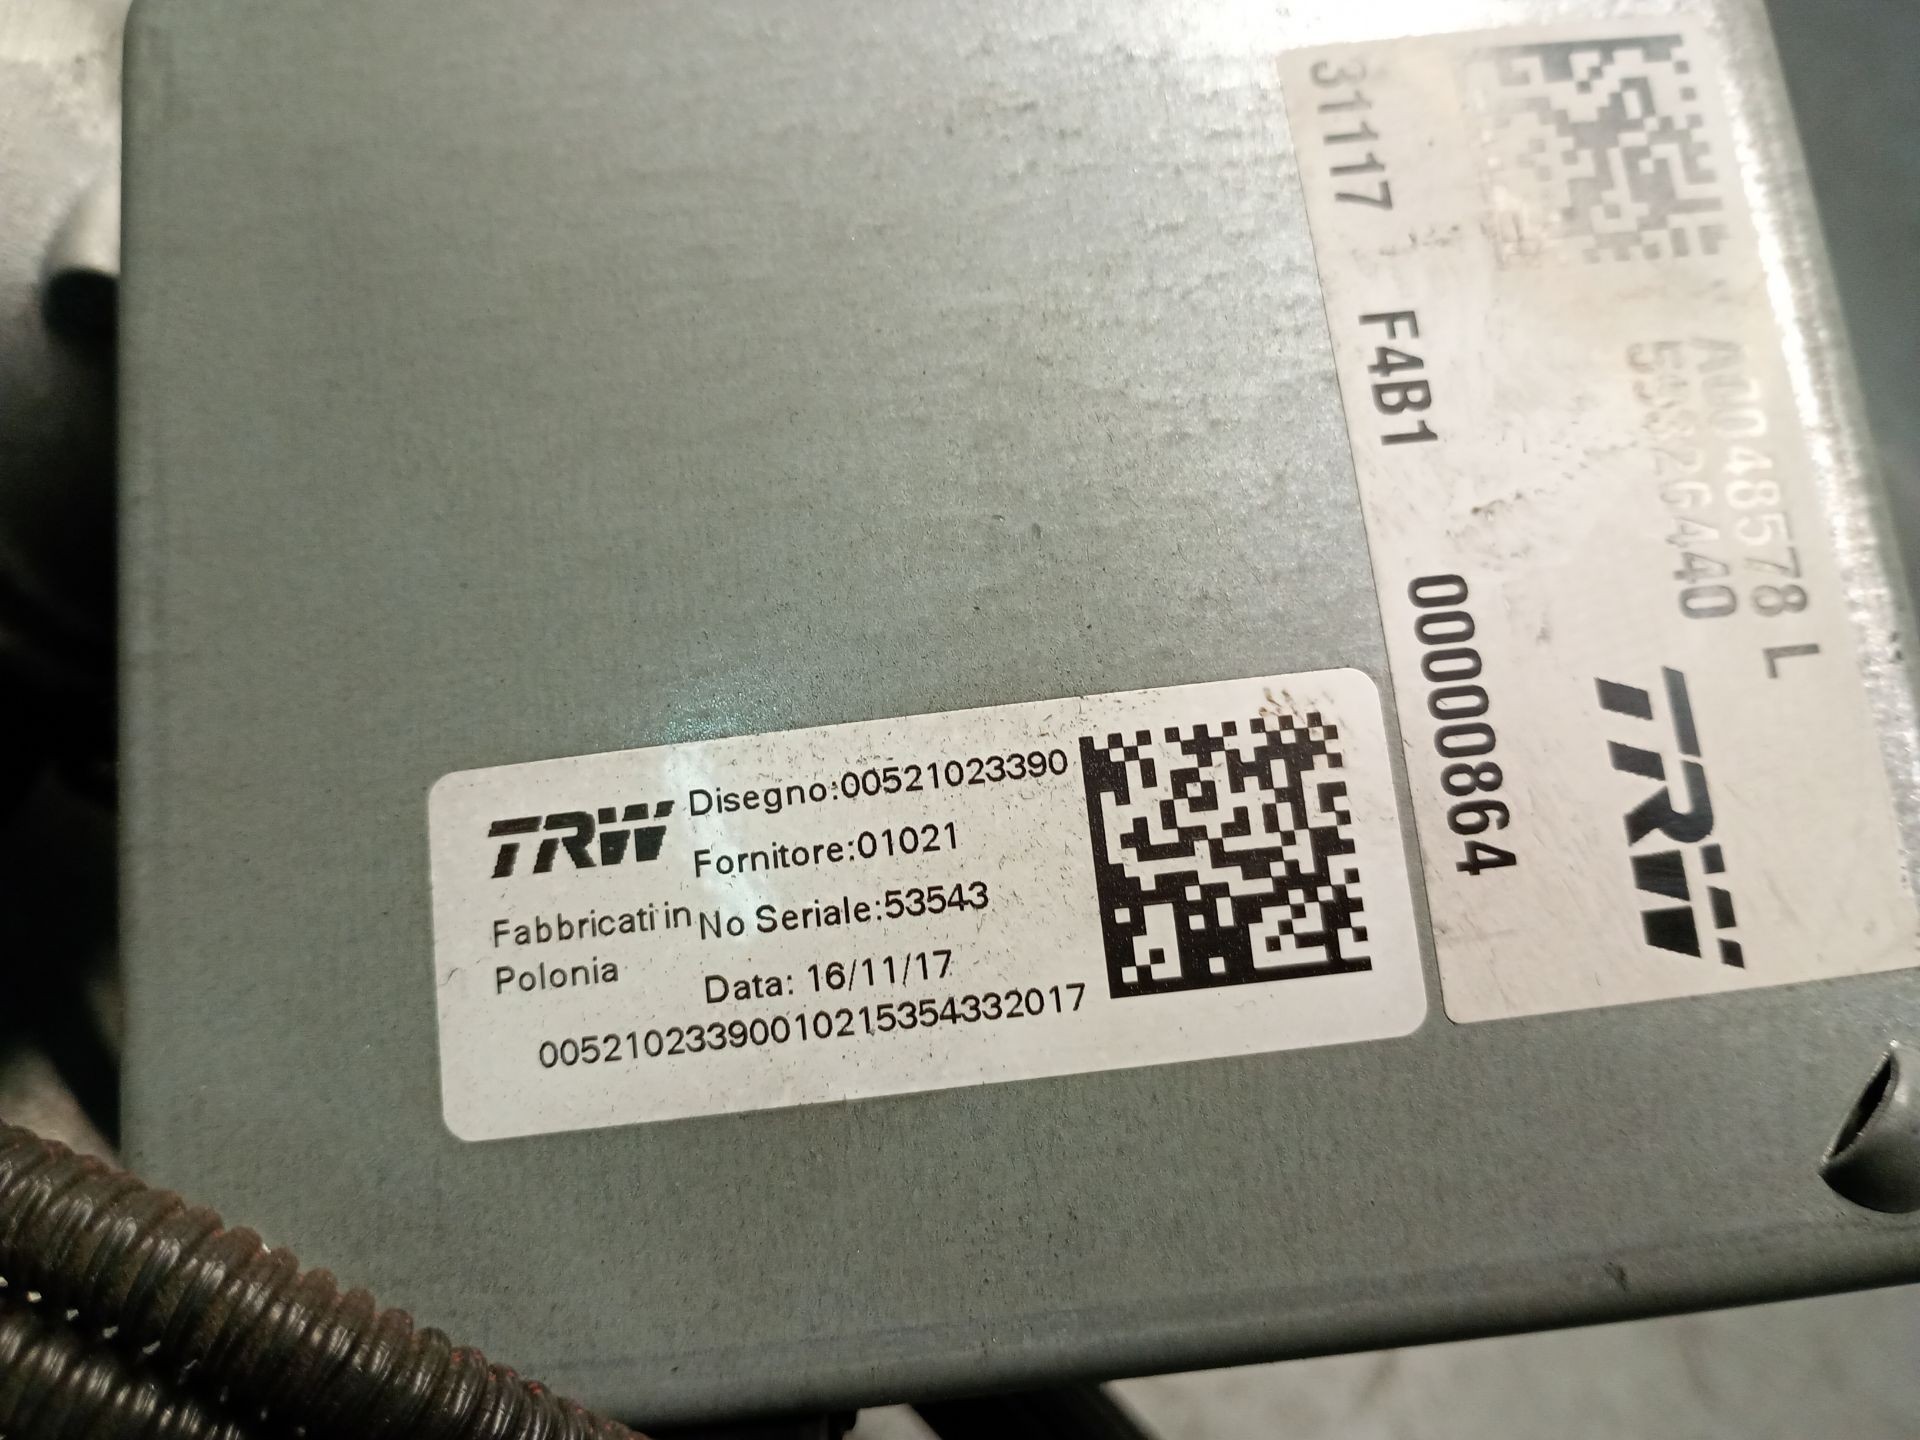 TRW
Disegno:00521023390
Fornitore:01021
Fabbricati in
Polonia
No Seriale:53543
Data: 16/11/17
00521023390010215354332017
31117 F4B1 00000864
A0048578 L
TRW